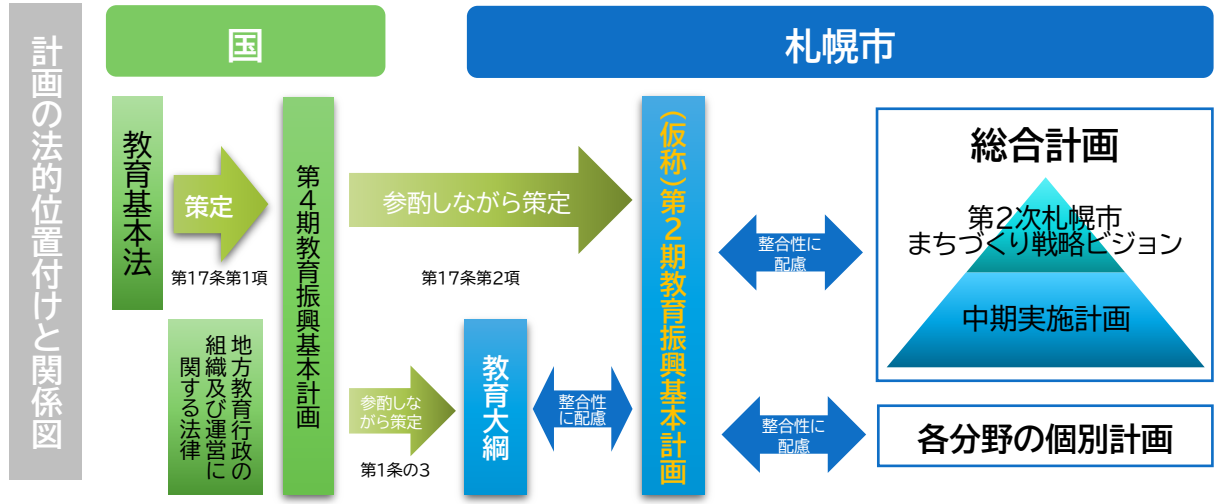 計画の法的位置付けと関係図
国
札幌市
教育基本法
策定
第17条第1項
第4期教育振興基本計画
参酌しながら策定
第17条第2項
(仮称)第2期教育振興基本計画
整合性に
配慮
総合計画
第2次札幌市
まちづくり戦略ビジョン
中期実施計画
地方教育行政の
組織及び運営に
関する法律
参酌しな
がら策定
第1条の3
教育大綱
整合性
に配慮
整合性に
配慮
各分野の個別計画